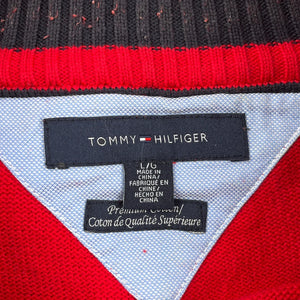 TOMMY HILFIGER
L/G
MADE IN
CHINA/
FABRIQUÉ EN
CHINE/
HECHO EN
CHINA
Premium Cotton/
Coton de Qualité Supérieure